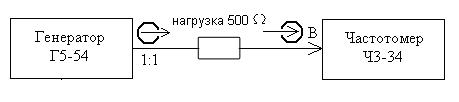 Генератор
Г5-54
1:1
нагрузка 500 Ω
В
Частотомер
Ч3-34